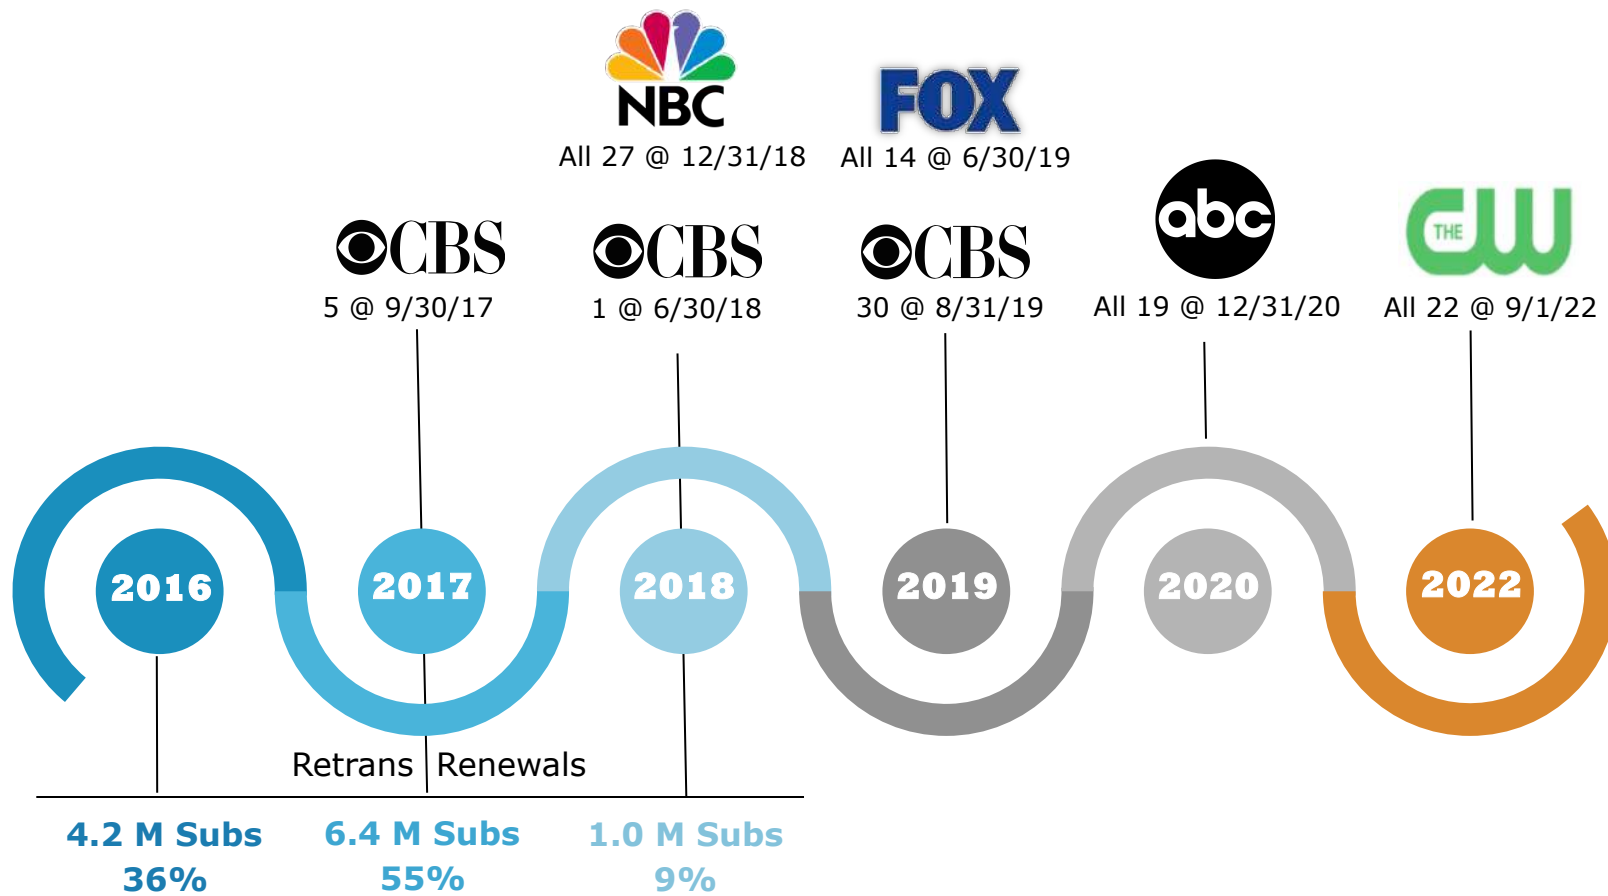 NBC
All 27 @ 12/31/18
FOX
All 14 @ 6/30/19
CBS
5 @ 9/30/17
CBS
1 @ 6/30/18
CBS
30 @ 8/31/19
abc
All 19 @ 12/31/20
THE CW
All 22 @ 9/1/22
2016
2017
2018
2019
2020
2022
Retrans Renewals
4.2 M Subs
36%
6.4 M Subs
55%
1.0 M Subs
9%